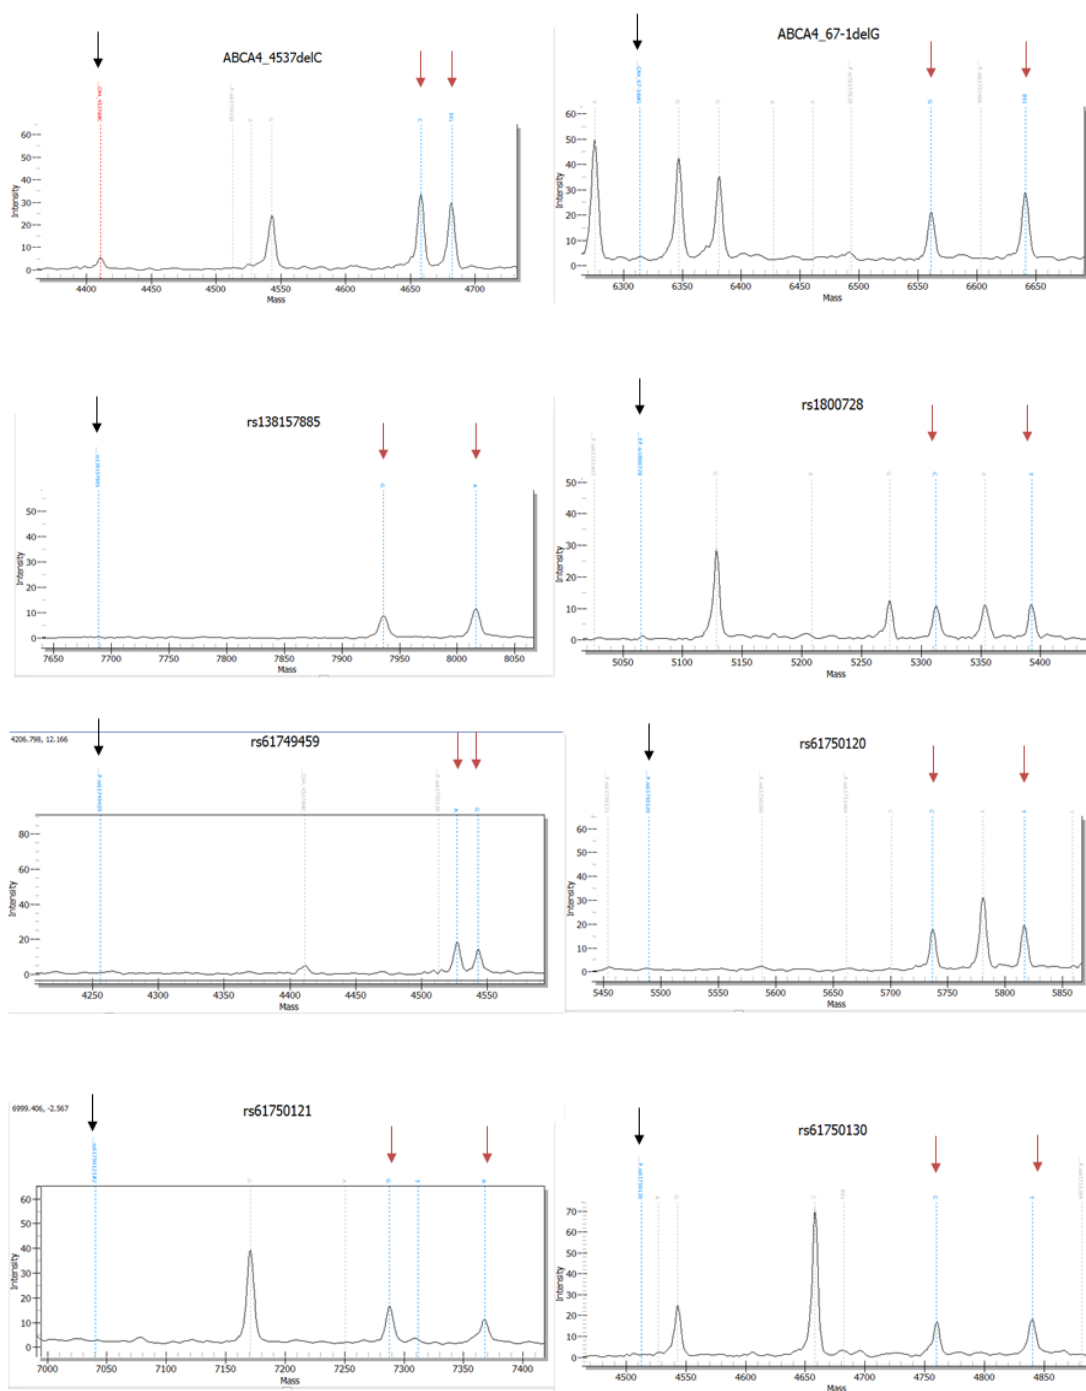 ABCA4_4537delC
C
DEL
A
G
Intensity
60
50
40
30
20
10
0
4400 4450 4500 4550 4600 4650 4700
Mass
ABCA4_67-1delG
T
G
C
A
T
G
DEL
Intensity
60
50
40
30
20
10
0
6300 6350 6400 6450 6500 6550 6600 6650
Mass
rs138157885
G
A
Intensity
50
40
30
20
10
0
7650 7700 7750 7800 7850 7900 7950 8000 8050
Mass
rs1800728
G
A
G
C
A
T
Intensity
50
40
30
20
10
0
5050 5100 5150 5200 5250 5300 5350 5400
Mass
4206.798, 12.166
rs61749459
A
G
Intensity
80
60
40
20
0
4250 4300 4350 4400 4450 4500 4550
Mass
rs61750120
C
C
T
T
T
Intensity
60
50
40
30
20
10
0
5450 5500 5550 5600 5650 5700 5750 5800 5850
Mass
6999.406, -2.567
rs61750121
G
A
G
T
A
Intensity
60
50
40
30
20
10
0
7000 7050 7100 7150 7200 7250 7300 7350 7400
Mass
rs61750130
A
G
C
DEL
C
T
Intensity
70
60
50
40
30
20
10
0
4500 4550 4600 4650 4700 4750 4800 4850
Mass